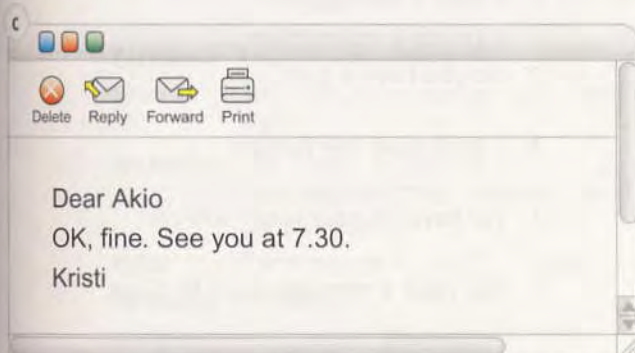 C
Delete Reply Forward Print
Dear Akio
OK, fine. See you at 7.30.
Kristi